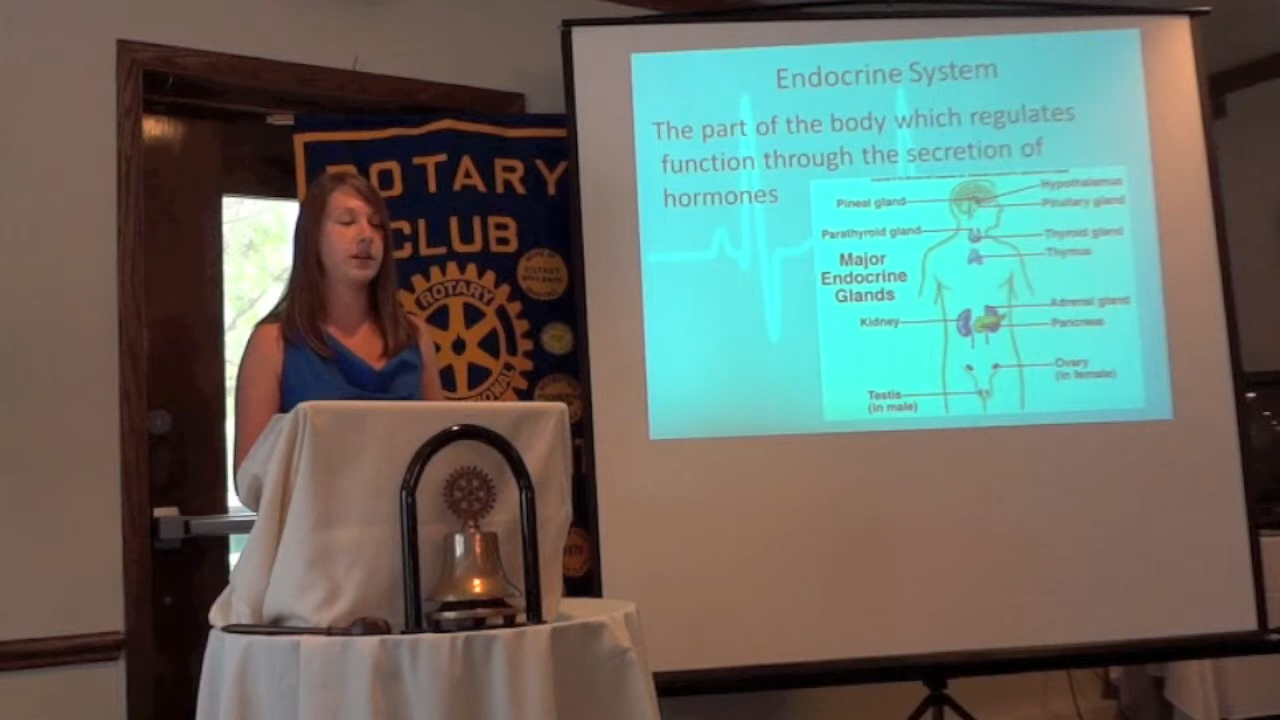 ROTARY
CLUB
ROTARY
Endocrine System
The part of the body which regulates
function through the secretion of
hormones
Hypothalamus
Pineal gland
Pituitary gland
Parathyroid gland
Thyroid gland
Thymus
Major
Endocrine
Glands
Adrenal gland
Kidney
Pancreas
Ovary
(in female)
Testis
(in male)